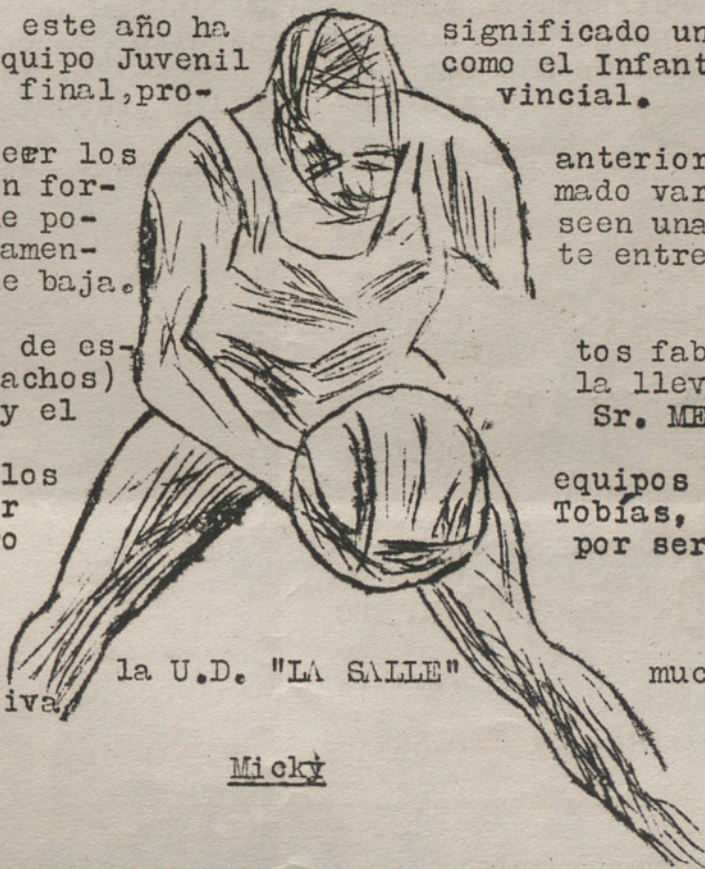 este año ha significado un
quipo Juvenil como el Infant
final,pro- vincial.
eer los anterior
n for- mado var
e po- seen una
amen- te entre
e baja.
de es- tos fab
achos) la llev
y el Sr. ME
los equipos
r Tobías,
o por ser
la U.D. "LA SALLE" muc
iva
Micky